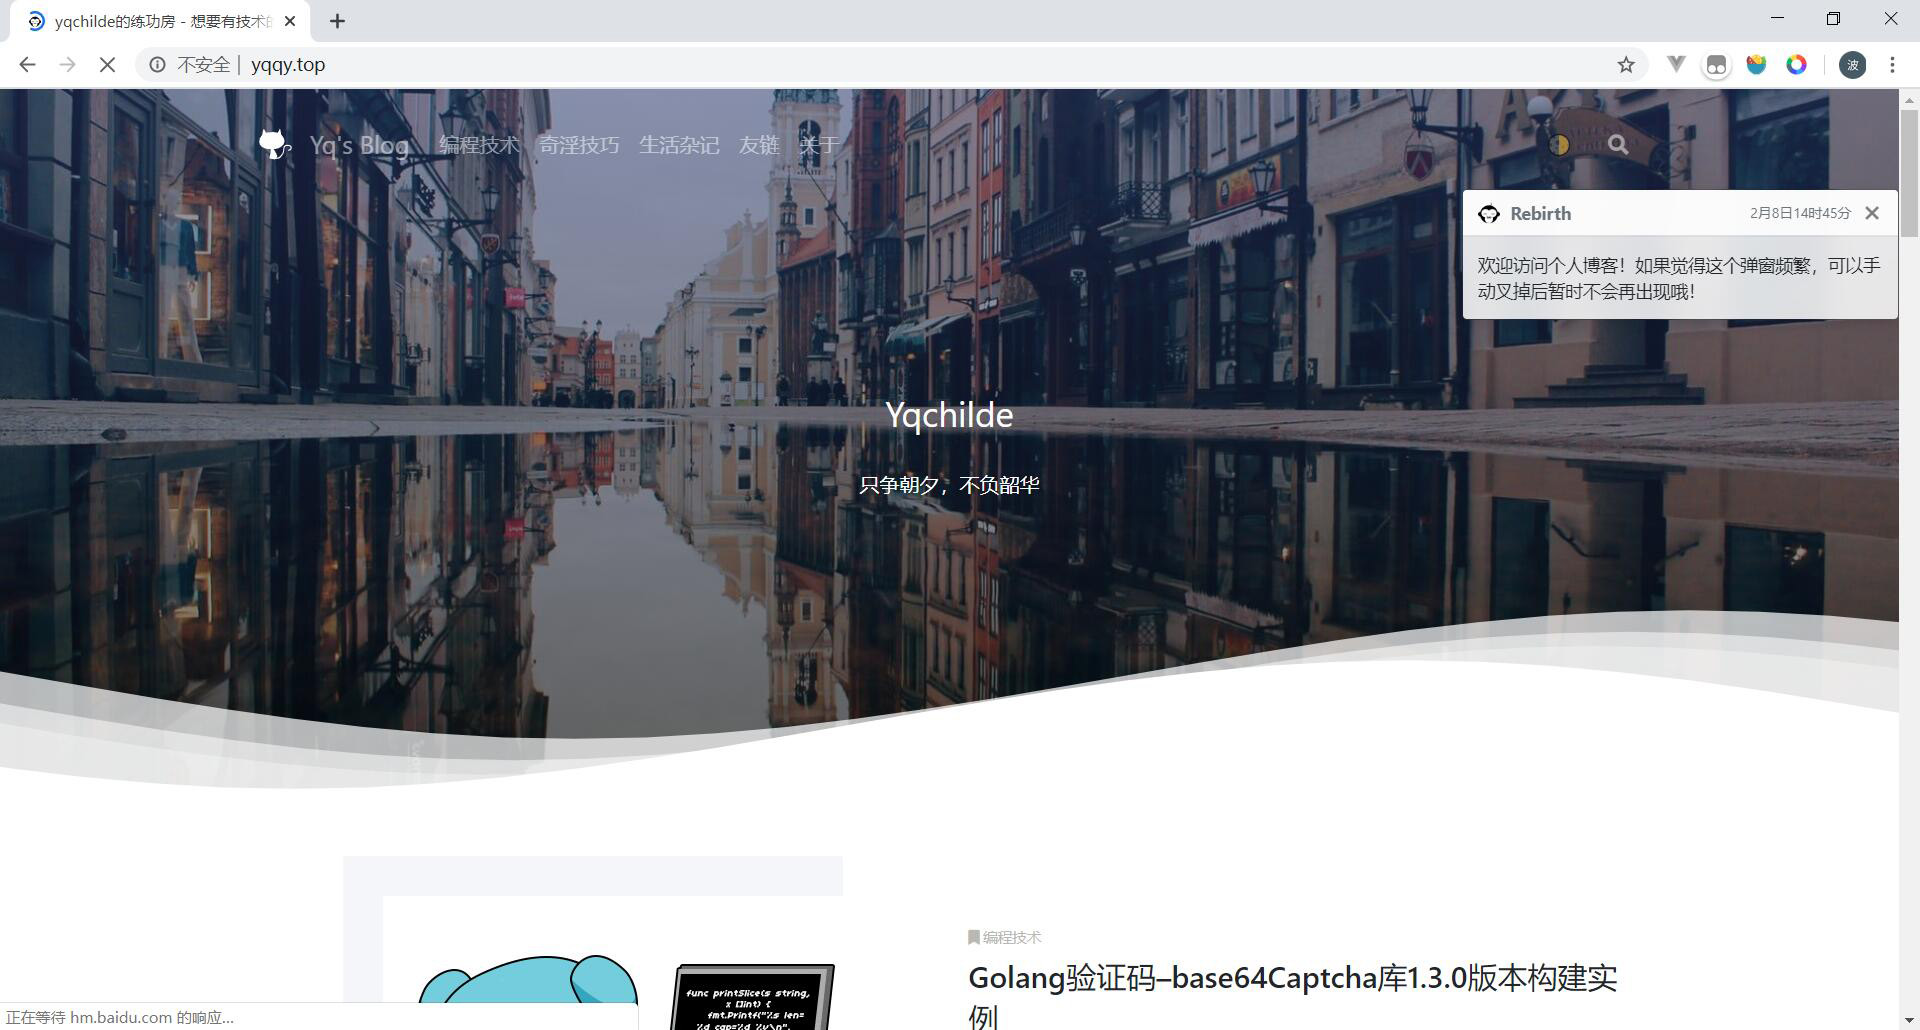 yqchilde的练功房 - 想要有技术的
不安全 | yqqy.top
波
Yq's Blog 编程技术 奇淫技巧 生活杂记 友链 关于
Rebirth 2月8日14时45分
欢迎访问个人博客！如果觉得这个弹窗频繁，可以手
动叉掉后暂时不会再出现哦！
Yqchilde
只争朝夕，不负韶华
编程技术
Golang验证码–base64Captcha库1.3.0版本构建实
例
func printSlice(s string,
x []int) {
fmt.Printf("%s len=
%d cap=%d %v\n",
正在等待 hm.baidu.com 的响应...